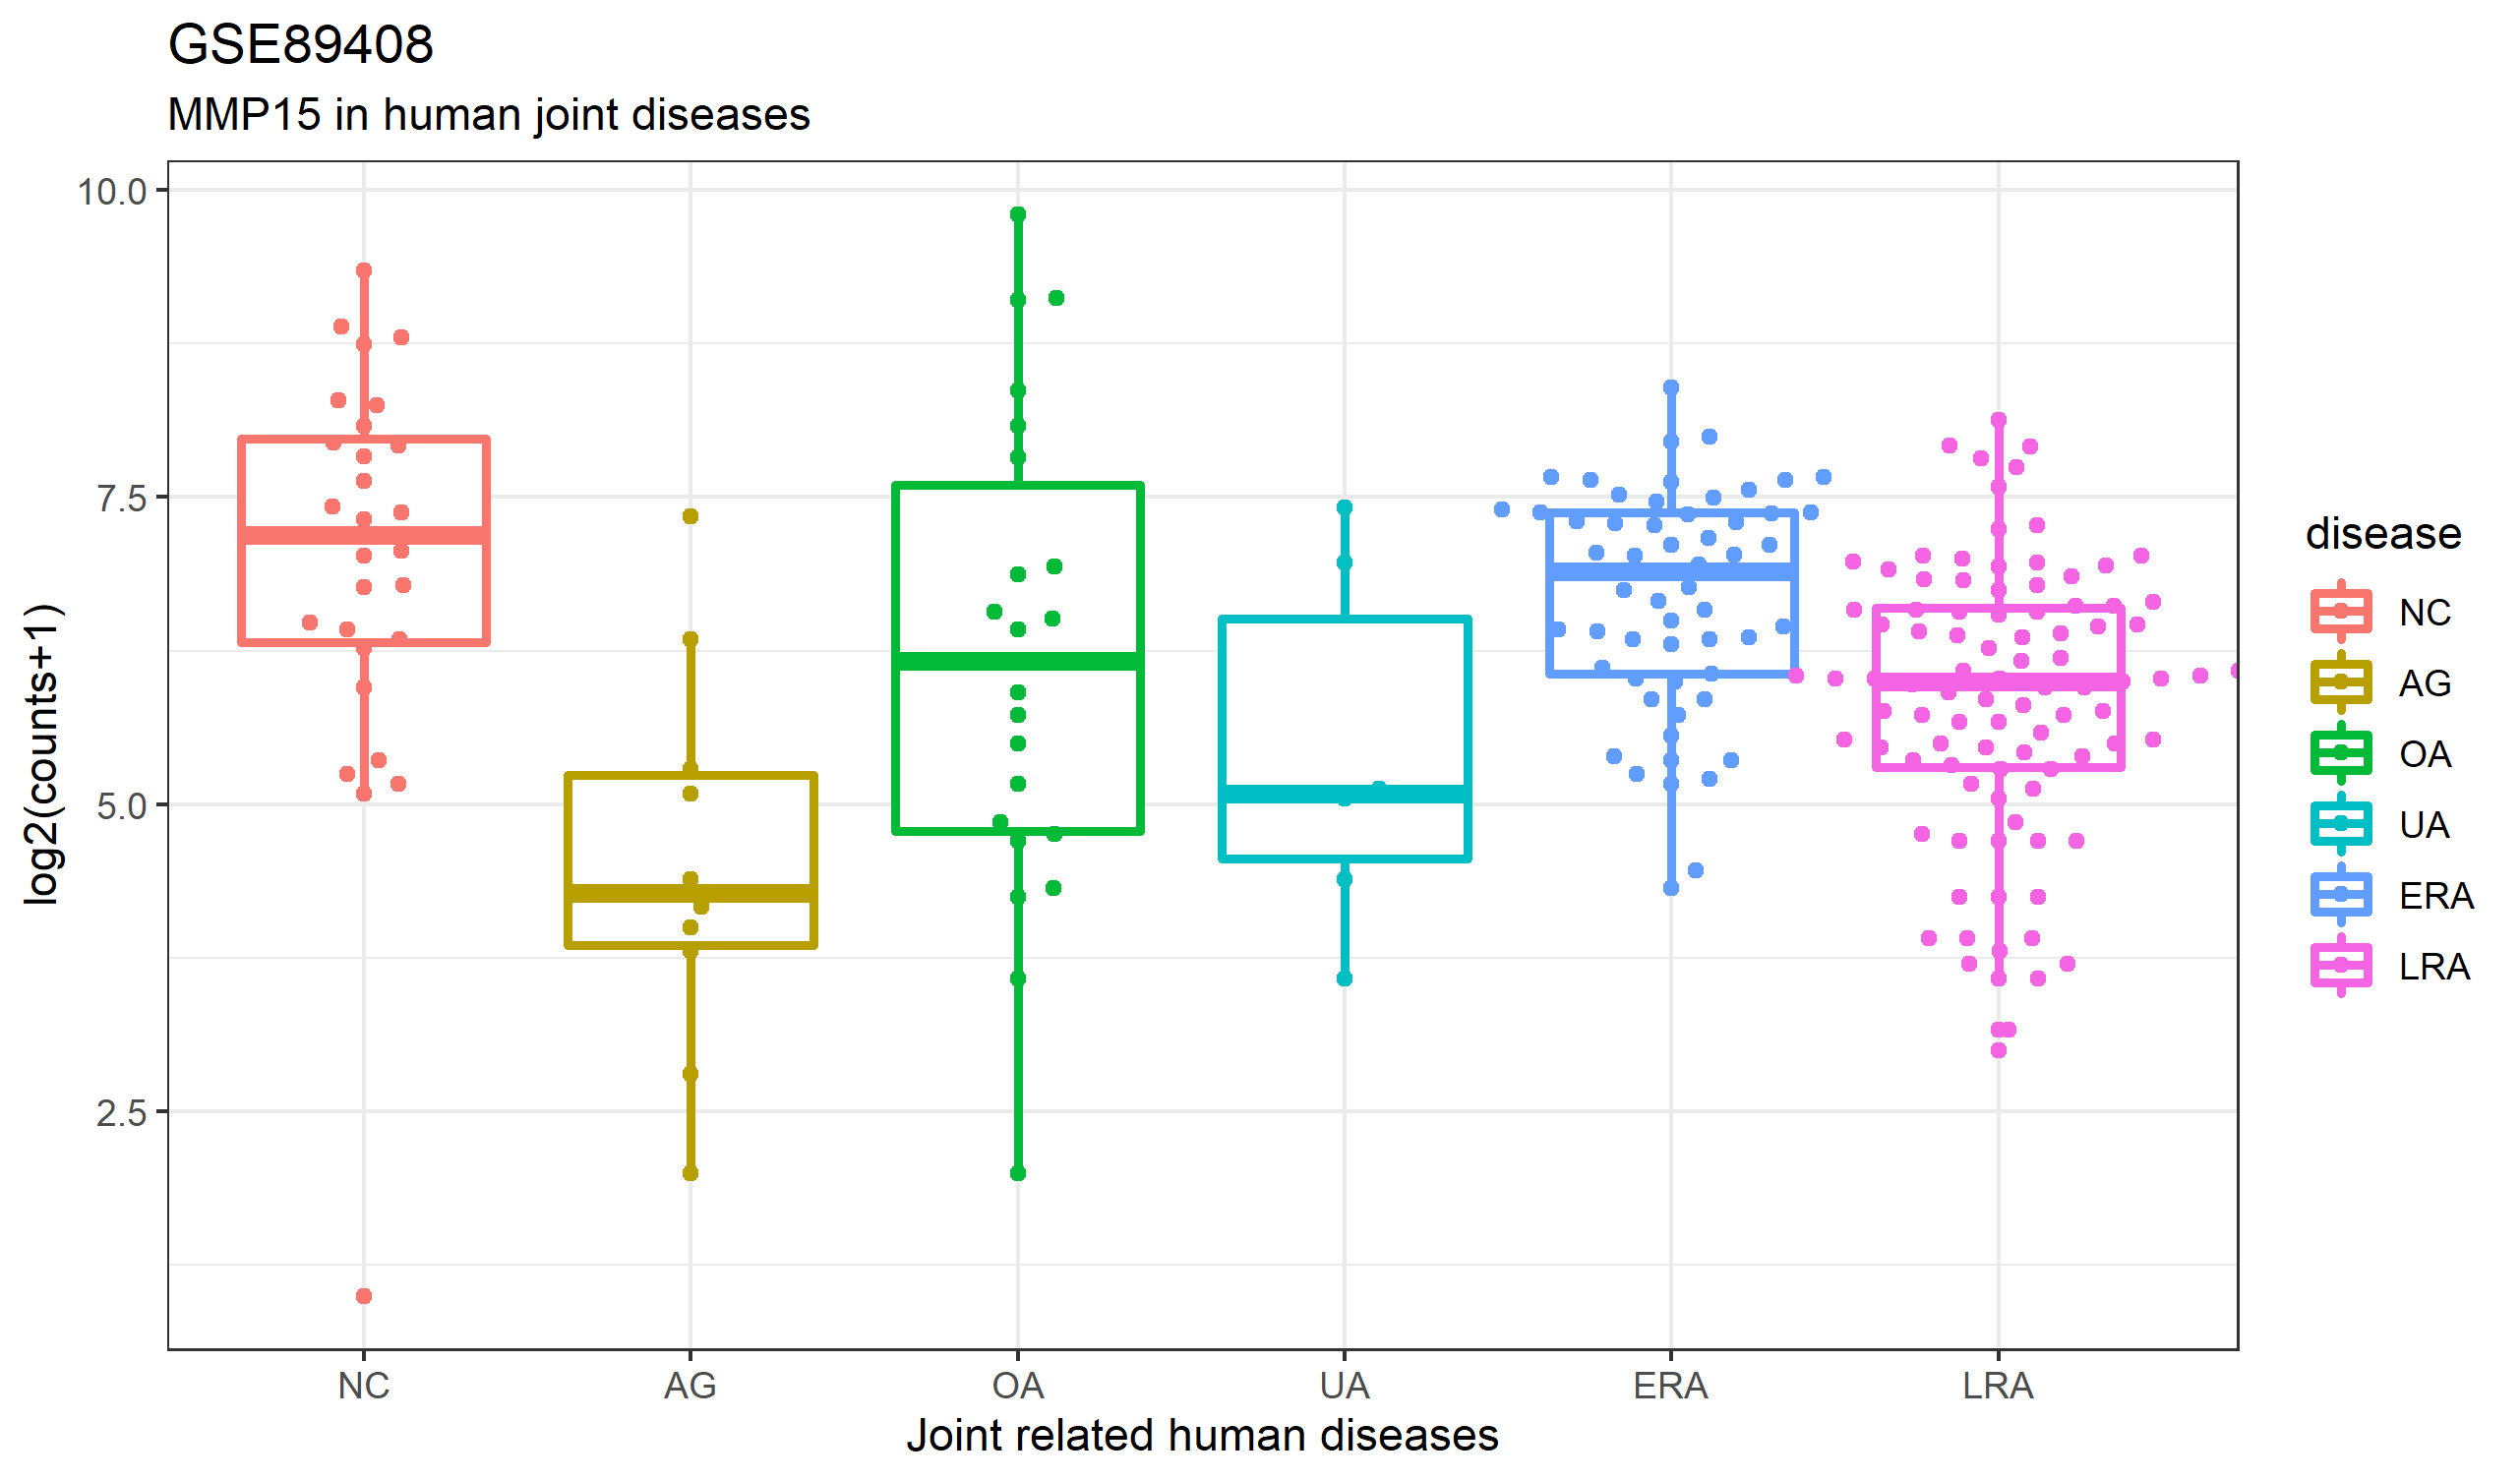 GSE89408
MMP15 in human joint diseases
10.0
7.5
5.0
2.5
log2(counts+1)
NC AG OA UA ERA LRA
Joint related human diseases
disease
NC
AG
OA
UA
ERA
LRA